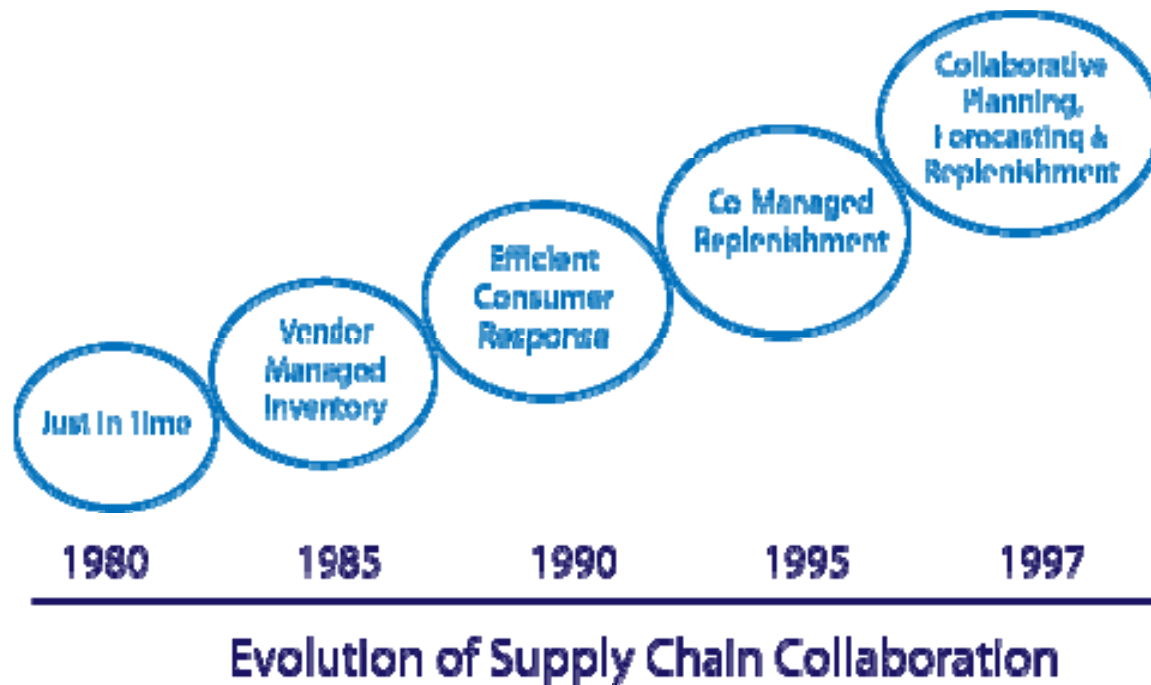 Just In Time
Vendor
Managed
Inventory
Efficient
Consumer
Response
Co Managed
Replenishment
Collaborative
Planning,
Forecasting &
Replenishment
1980 1985 1990 1995 1997
Evolution of Supply Chain Collaboration